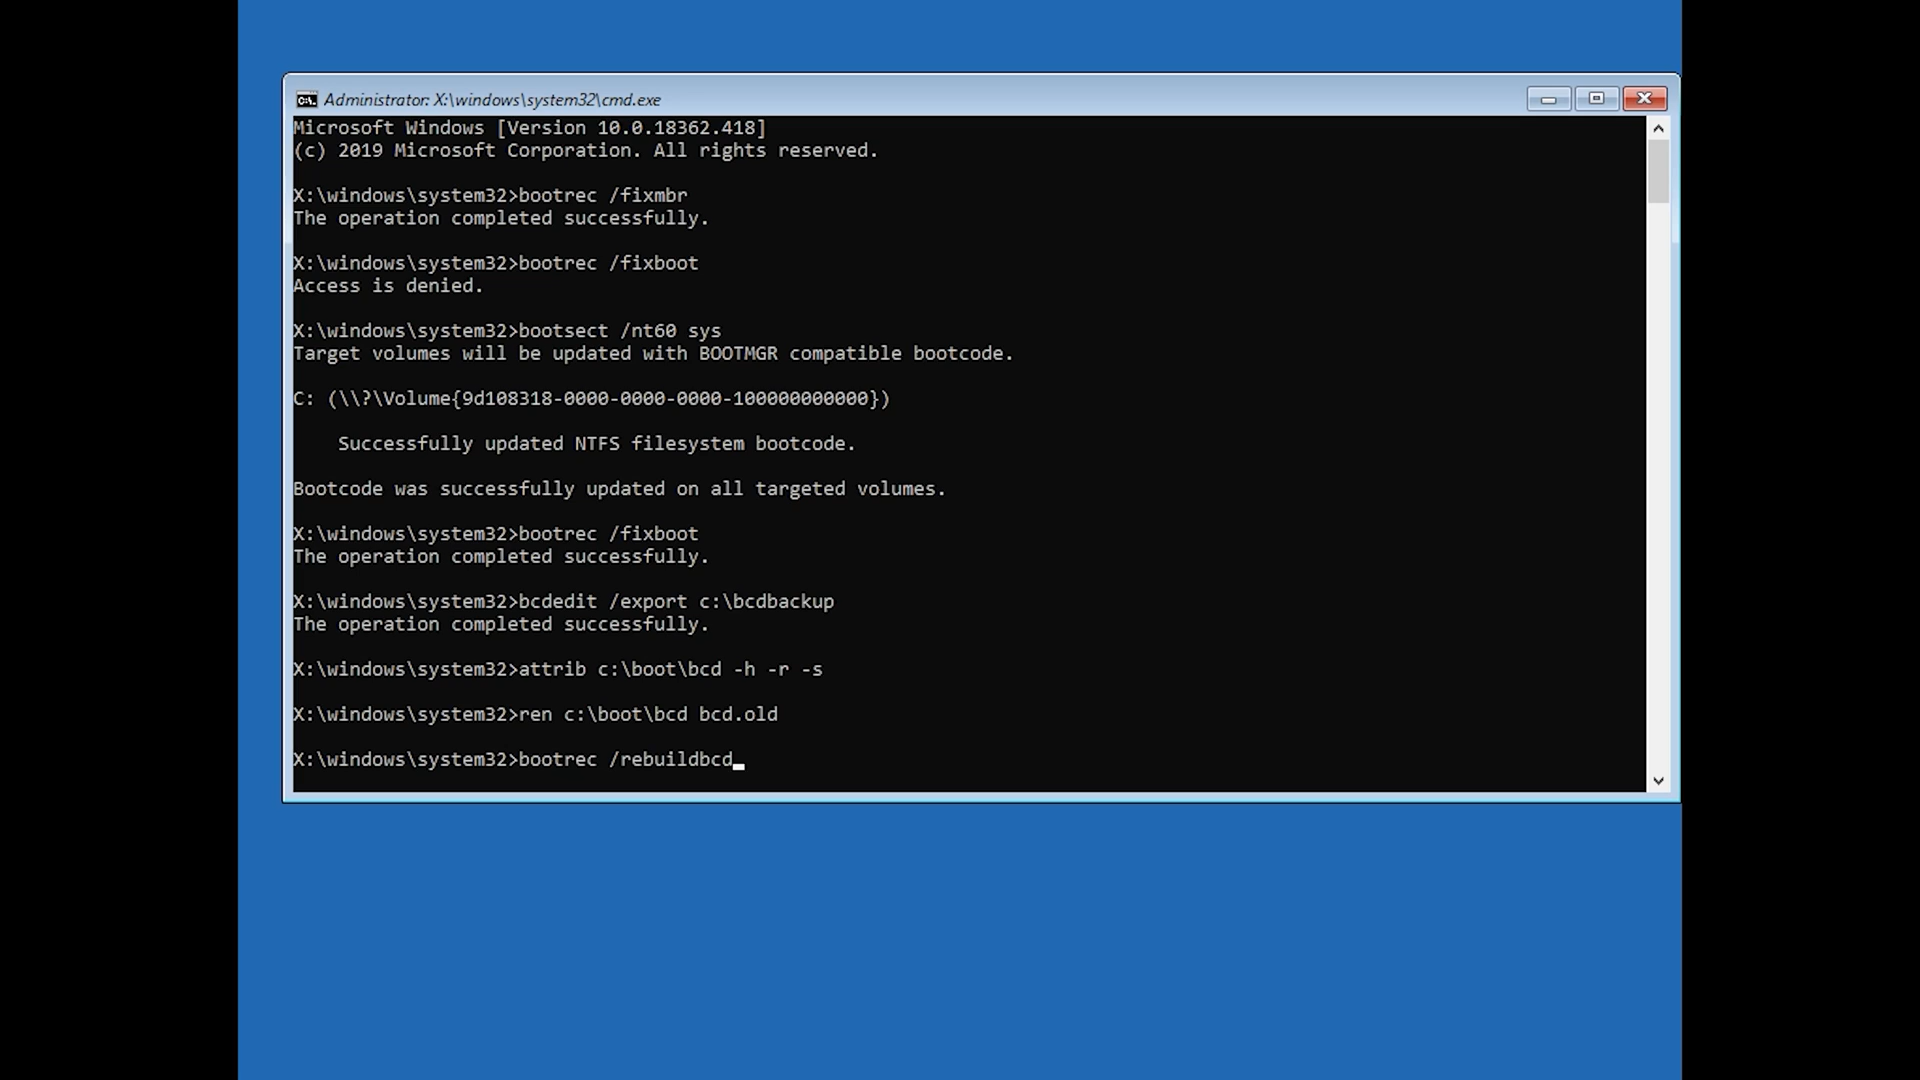 Administrator: X:\windows\system32\cmd.exe
Microsoft Windows [Version 10.0.18362.418]
(c) 2019 Microsoft Corporation. All rights reserved.
X:\windows\system32>bootrec /fixmbr
The operation completed successfully.
X:\windows\system32>bootrec /fixboot
Access is denied.
X:\windows\system32>bootsect /nt60 sys
Target volumes will be updated with BOOTMGR compatible bootcode.
C: (\\?\Volume{9d108318-0000-0000-0000-100000000000})
Successfully updated NTFS filesystem bootcode.
Bootcode was successfully updated on all targeted volumes.
X:\windows\system32>bootrec /fixboot
The operation completed successfully.
X:\windows\system32>bcdedit /export c:\bcdbackup
The operation completed successfully.
X:\windows\system32>attrib c:\boot\bcd -h -r -s
X:\windows\system32>ren c:\boot\bcd bcd.old
X:\windows\system32>bootrec /rebuildbcd